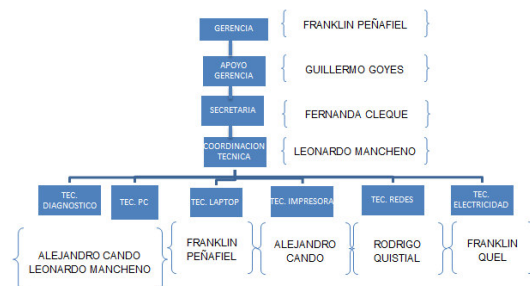 GERENCIA
FRANKLIN PEÑAFIEL
APOYO
GERENCIA
GUILLERMO GOYES
SECRETARIA
FERNANDA CLEQUE
COORDINACION
TECNICA
LEONARDO MANCHENO
TEC.
DIAGNOSTICO
TEC. PC
TEC. LAPTOP
TEC. IMPRESORA
TEC. REDES
TEC.
ELECTRICIDAD
ALEJANDRO CANDO
LEONARDO MANCHENO
FRANKLIN
PEÑAFIEL
ALEJANDRO
CANDO
RODRIGO
QUISTIAL
FRANKLIN
QUEL